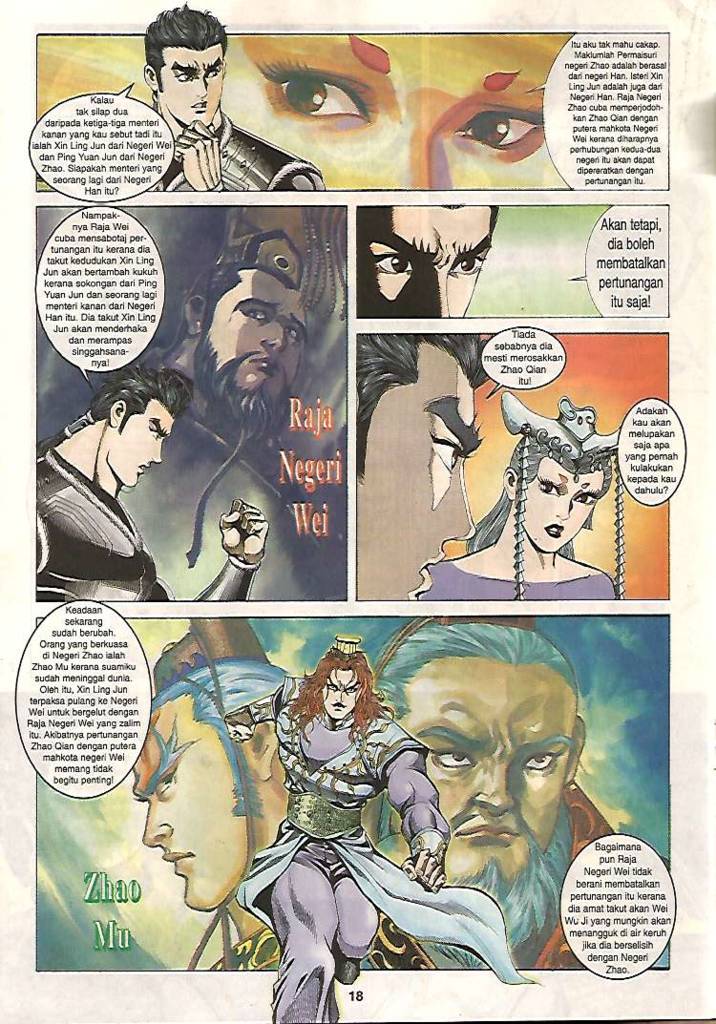 Kalau
tak silap dua
daripada ketiga-tiga menteri
kanan yang kau sebut tadi itu
ialah Xin Ling Jun dari Negeri Wei
dan Ping Yuan Jun dari Negeri
Zhao. Siapakah menteri yang
seorang lagi dari Negeri
Han itu?
Itu aku tak mahu cakap.
Maklumlah Permaisuri
negeri Zhao adalah berasal
dari negeri Han. Isteri Xin
Ling Jun adalah juga dari
Negeri Han. Raja Negeri
Zhao cuba memperjodoh-
kan Zhao Qian dengan
putera mahkota Negeri
Wei kerana diharapnya
perhubungan kedua-dua
negeri itu akan dapat
dipereratkan dengan
pertunangan itu.
Nampak-
nya Raja Wei
cuba mensabotaj per-
tunangan itu kerana dia
takut kedudukan Xin Ling
Jun akan bertambah kukuh
kerana sokongan dari Ping
Yuan Jun dan seorang lagi
menteri kanan dari Negeri
Han itu. Dia takut Xin Ling
Jun akan menderhaka
dan merampas
singgahsana-
nya!
Raja
Negeri
Wei
Akan tetapi,
dia boleh
membatalkan
pertunangan
itu saja!
Tiada
sebabnya dia
mesti merosakkan
Zhao Qian
itu!
Adakah
kau akan
melupakan
saja apa
yang pernah
kulakukan
kepada kau
dahulu?
Keadaan
sekarang
sudah berubah.
Orang yang berkuasa
di Negeri Zhao ialah
Zhao Mu kerana suamiku
sudah meninggal dunia.
Oleh itu, Xin Ling Jun
terpaksa pulang ke Negeri
Wei untuk bergelut dengan
Raja Negeri Wei yang zalim
itu. Akibatnya pertunangan
Zhao Qian dengan putera
mahkota negeri Wei
memang tidak
begitu penting!
Zhao
Mu
Bagaimana
pun Raja
Negeri Wei tidak
berani membatalkan
pertunangan itu kerana
dia amat takut akan Wei
Wu Ji yang mungkin akan
menangguk di air keruh
jika dia berselisih
dengan Negeri
Zhao.
18